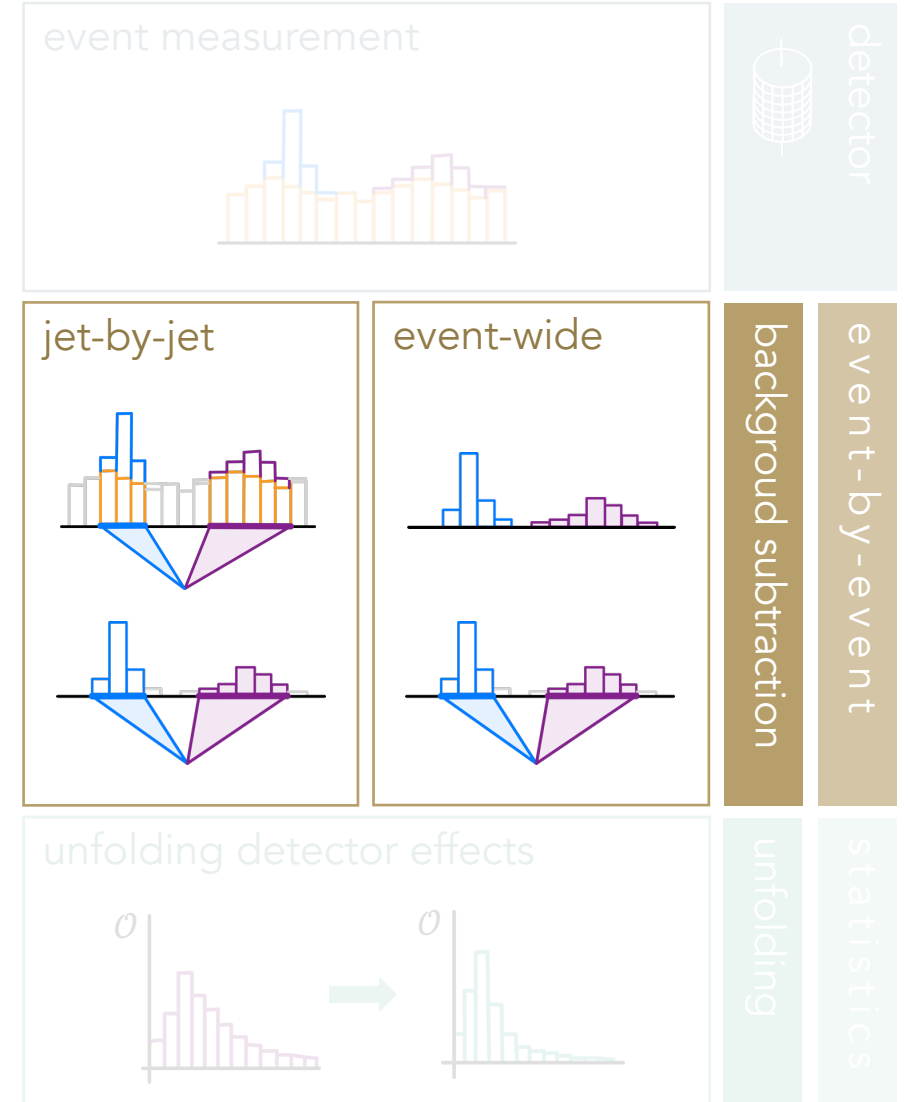 event measurement
detector
jet-by-jet
event-wide
backgroud subtraction
event-by-event
unfolding detector effects
𝒪
𝒪
unfolding
statistics